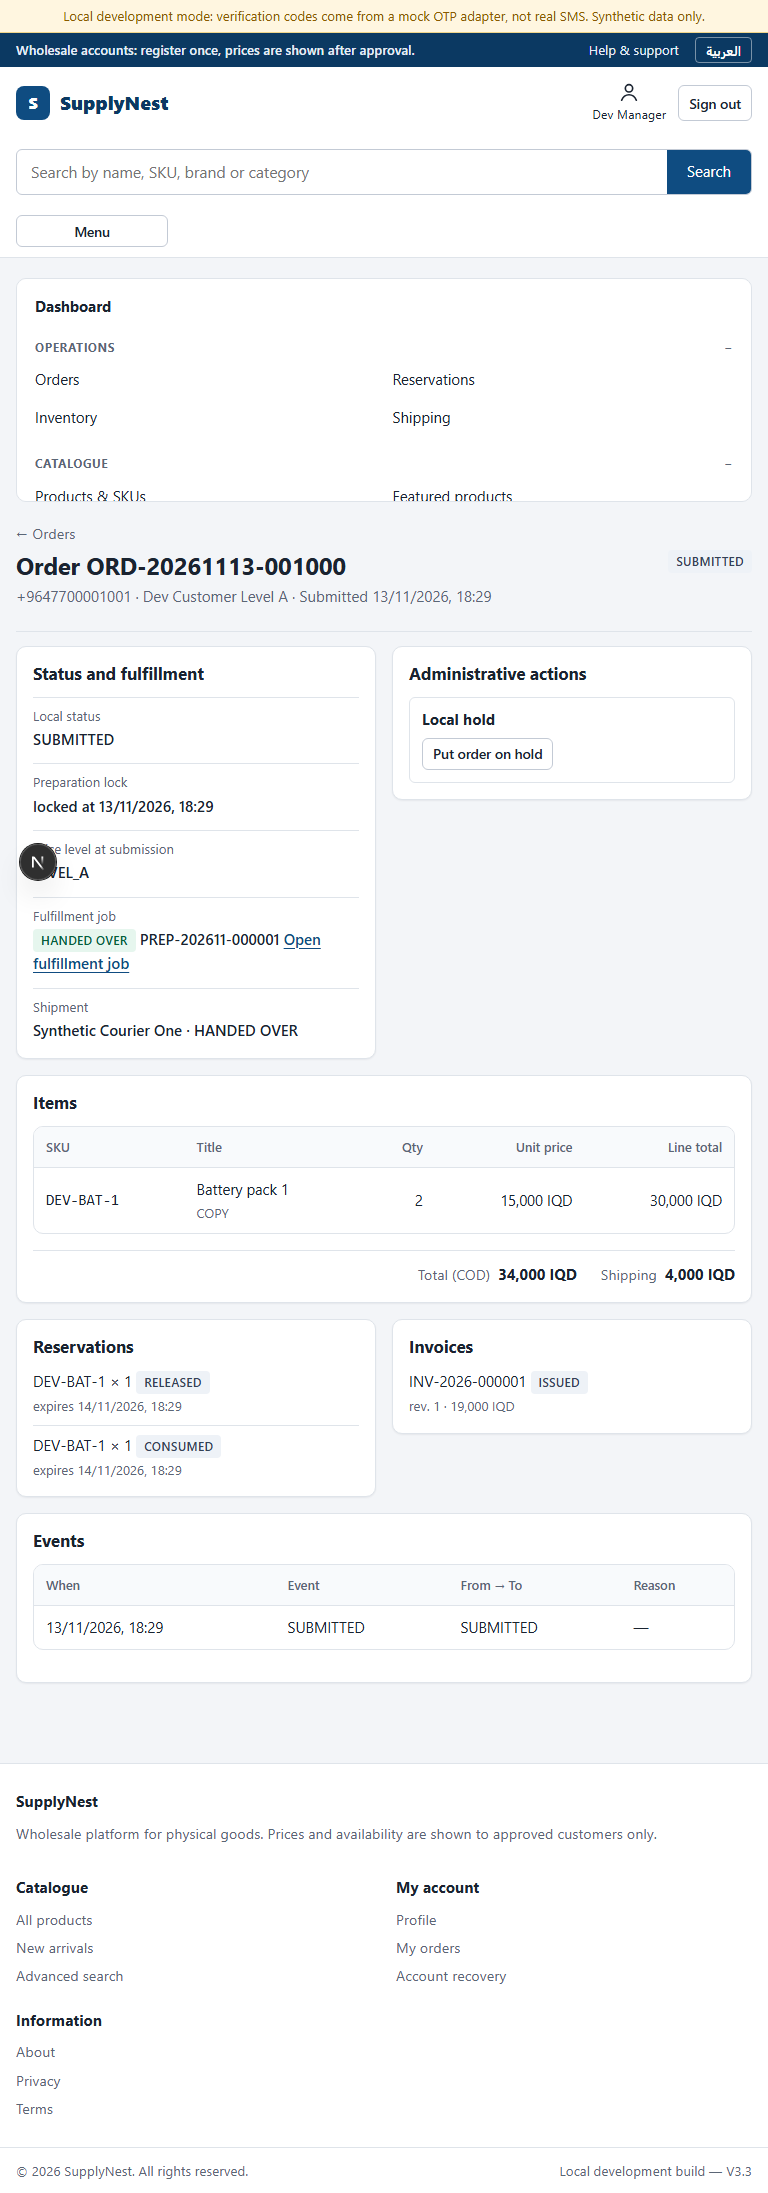 Local development mode: verification codes come from a mock OTP adapter, not real SMS. Synthetic data only.
Wholesale accounts: register once, prices are shown after approval.
Help & support
العربية
S
SupplyNest
Dev Manager
Sign out
Search by name, SKU, brand or category
Search
Menu
Dashboard
OPERATIONS –
Orders Reservations
Inventory Shipping
CATALOGUE –
Products & SKUs Featured products
← Orders
Order ORD-20261113-001000
SUBMITTED
+9647700001001 · Dev Customer Level A · Submitted 13/11/2026, 18:29
Status and fulfillment
Local status
SUBMITTED
Preparation lock
locked at 13/11/2026, 18:29
level at submission
N
Fulfillment job
HANDED OVER PREP-202611-000001 Open
fulfillment job
Shipment
Synthetic Courier One · HANDED OVER
Administrative actions
Local hold
Put order on hold
Items
SKU Title Qty Unit price Line total
DEV-BAT-1 Battery pack 1 2 15,000 IQD 30,000 IQD
COPY
Total (COD) 34,000 IQD Shipping 4,000 IQD
Reservations
DEV-BAT-1 × 1 RELEASED
expires 14/11/2026, 18:29
DEV-BAT-1 × 1 CONSUMED
expires 14/11/2026, 18:29
Invoices
INV-2026-000001 ISSUED
rev. 1 · 19,000 IQD
Events
When Event From → To Reason
13/11/2026, 18:29 SUBMITTED SUBMITTED —
SupplyNest
Wholesale platform for physical goods. Prices and availability are shown to approved customers only.
Catalogue
All products
New arrivals
Advanced search
My account
Profile
My orders
Account recovery
Information
About
Privacy
Terms
© 2026 SupplyNest. All rights reserved.
Local development build — V3.3